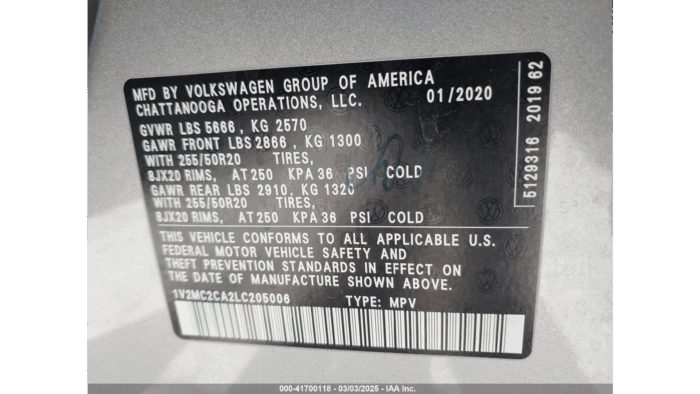 MFD BY VOLKSWAGEN GROUP OF AMERICA
CHATTANOOGA OPERATIONS, LLC. 01/2020
GVWR LBS 5666 , KG 2570
GAWR FRONT LBS 2866 , KG 1300
WITH 255/50R20 TIRES,
8JX20 RIMS, AT 250 KPA 36 PSI COLD
GAWR REAR LBS 2910, KG 1320
WITH 255/50R20 TIRES,
8JX20 RIMS, AT 250 KPA 36 PSI COLD
THIS VEHICLE CONFORMS TO ALL APPLICABLE U.S.
FEDERAL MOTOR VEHICLE SAFETY AND
THEFT PREVENTION STANDARDS IN EFFECT ON
THE DATE OF MANUFACTURE SHOWN ABOVE.
1V2MC2CA2LC205006 TYPE: MPV
5129316 2019 62
000-41700118 - 03/03/2025 - IAA Inc.